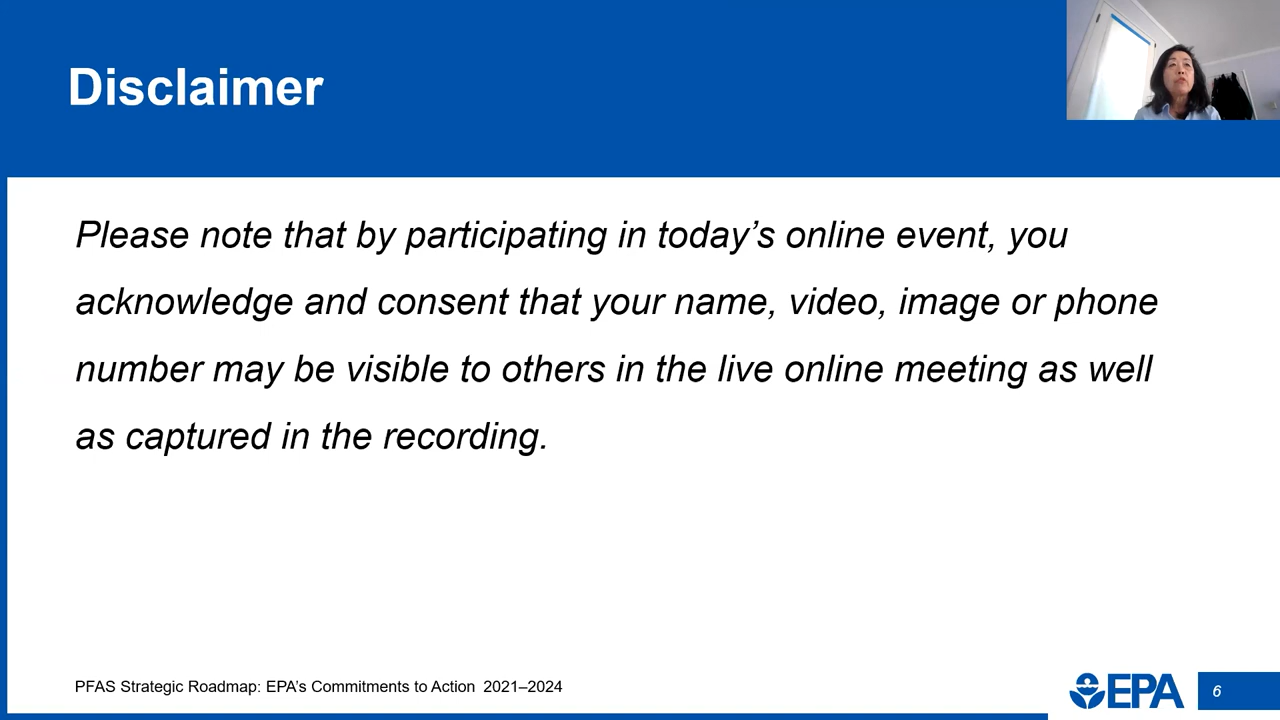 Disclaimer
Please note that by participating in today’s online event, you
acknowledge and consent that your name, video, image or phone
number may be visible to others in the live online meeting as well
as captured in the recording.
PFAS Strategic Roadmap: EPA’s Commitments to Action 2021–2024
EPA
6